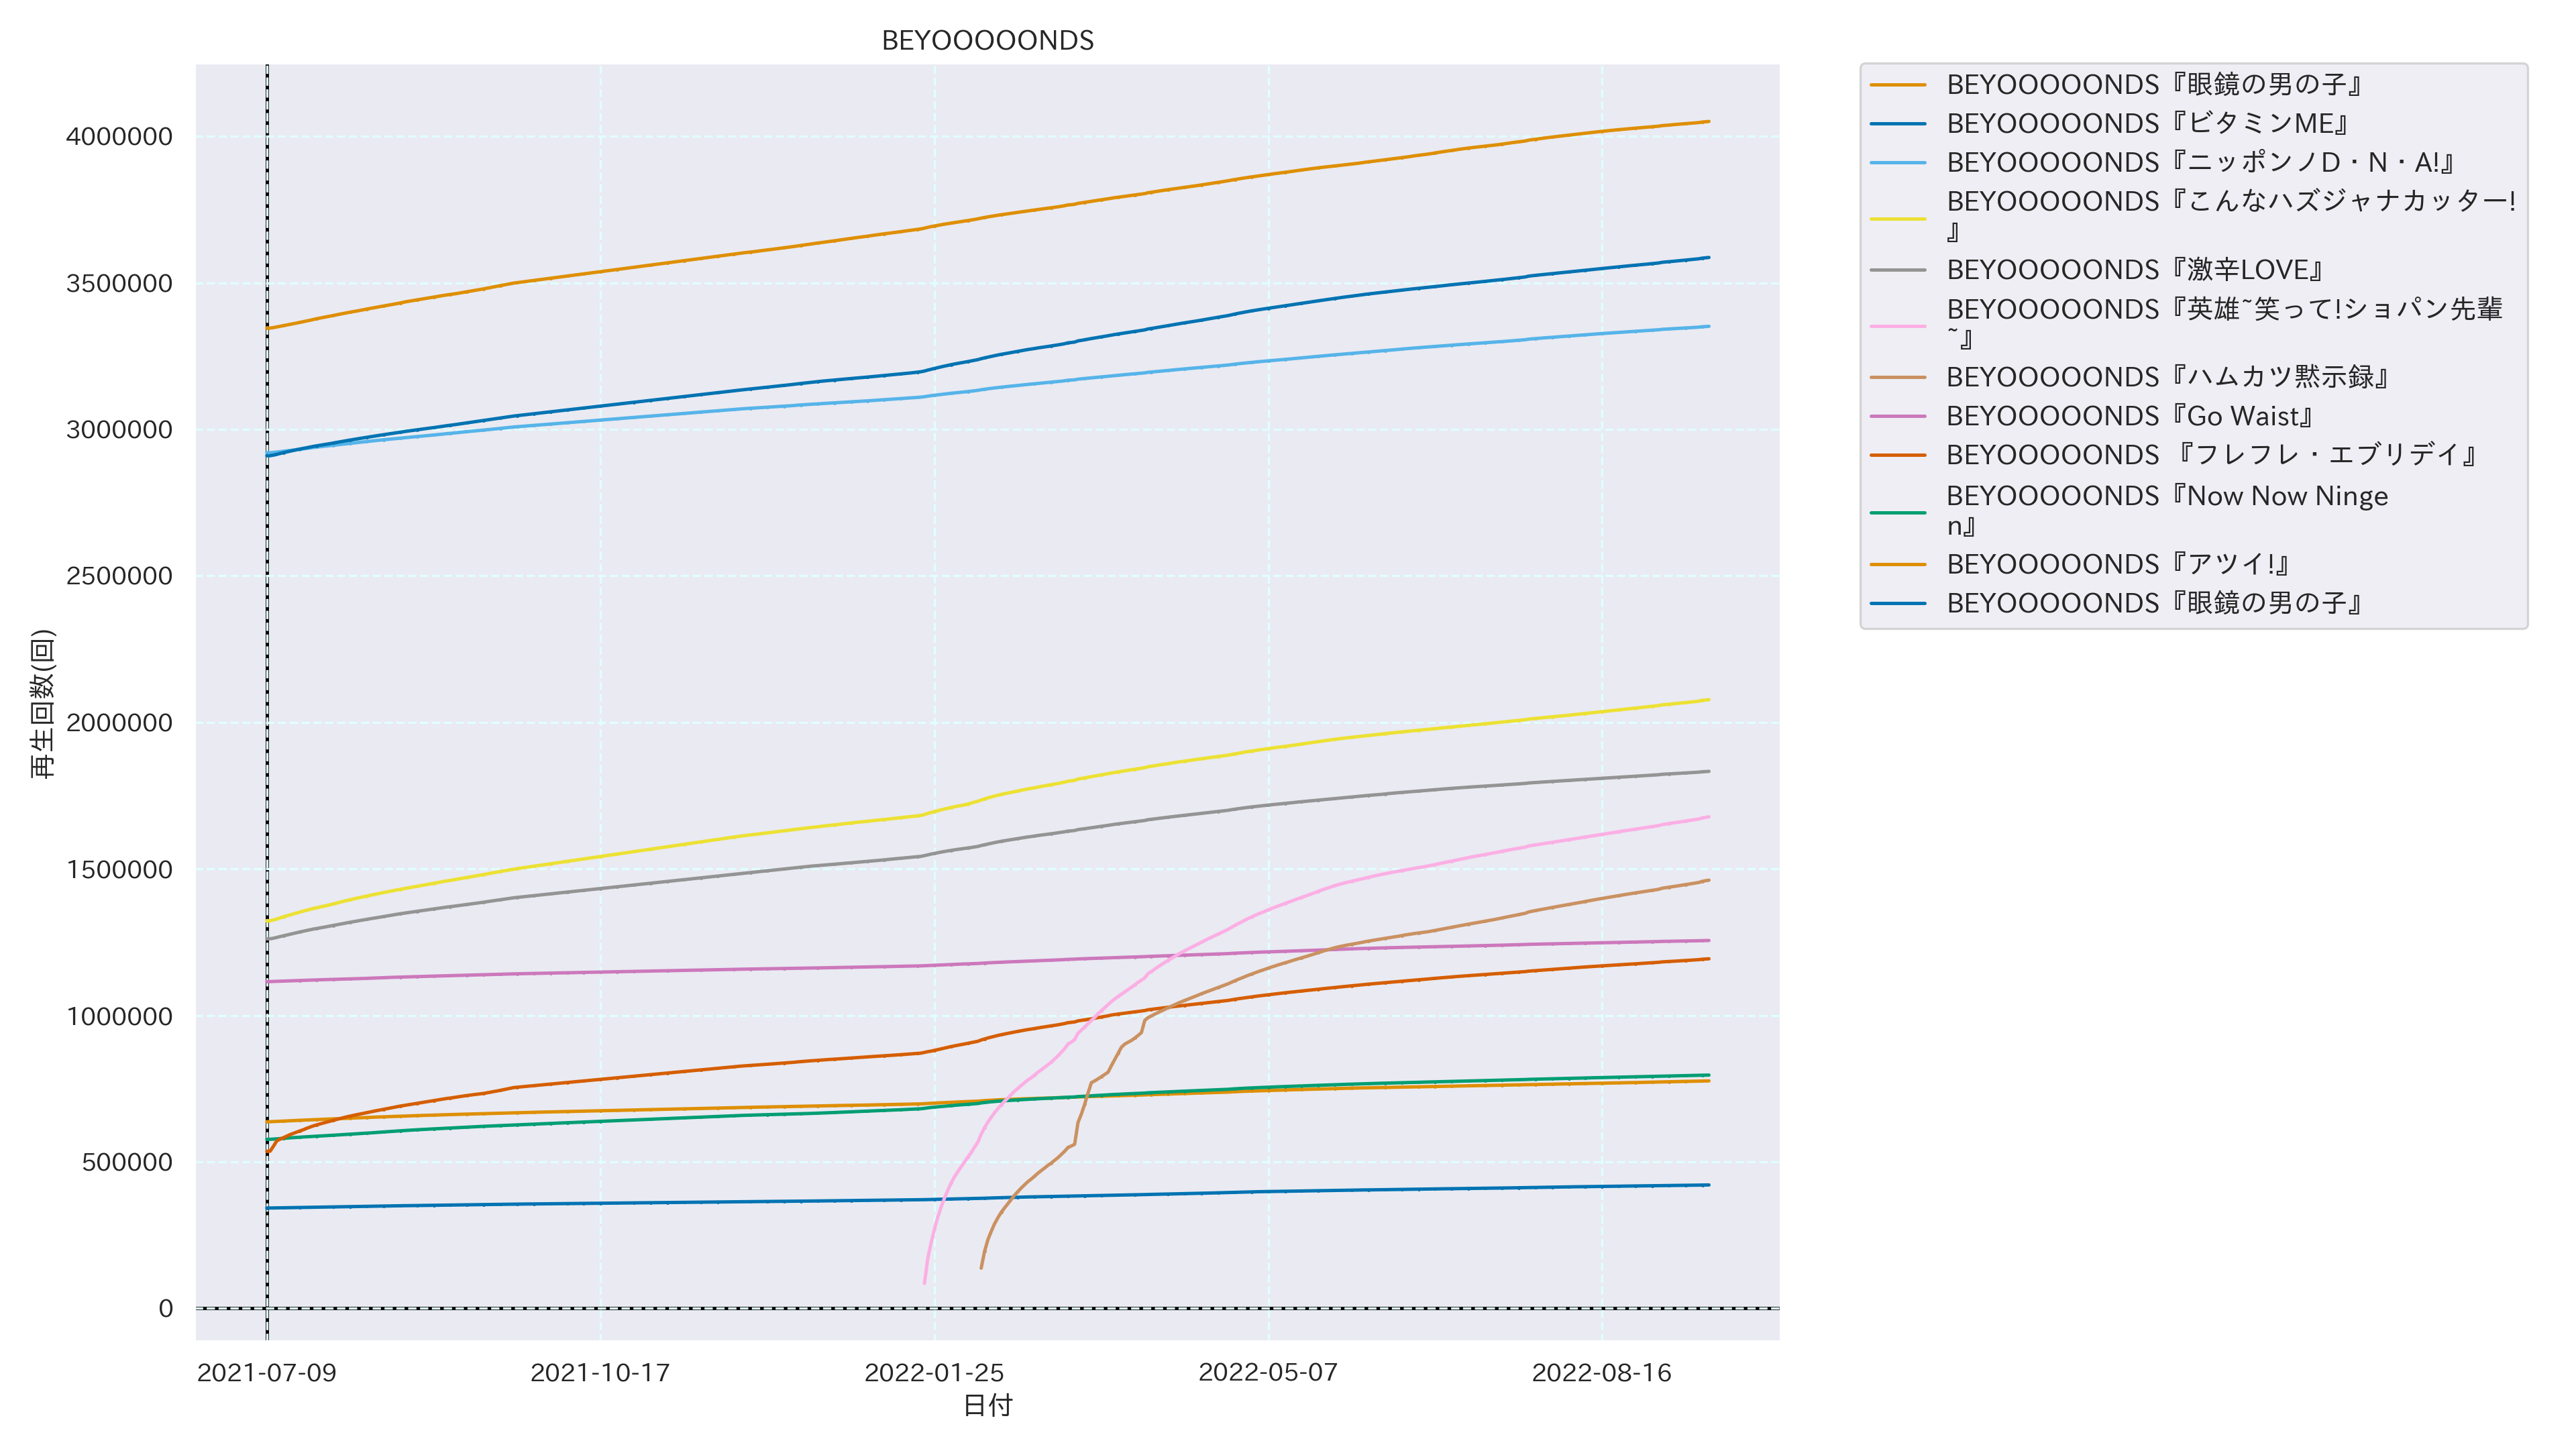 BEYOOOOONDS
再生回数(回)
4000000
3500000
3000000
2500000
2000000
1500000
1000000
500000
0
2021-07-09
2021-10-17
2022-01-25
2022-05-07
2022-08-16
日付
BEYOOOOONDS『眼鏡の男の子』
BEYOOOOONDS『ビタミンME』
BEYOOOOONDS『ニッポンノD・N・A!』
BEYOOOOONDS『こんなハズジャナカッター!
』
BEYOOOOONDS『激辛LOVE』
BEYOOOOONDS『英雄~笑って!ショパン先輩
~』
BEYOOOOONDS『ハムカツ黙示録』
BEYOOOOONDS『Go Waist』
BEYOOOOONDS 『フレフレ・エブリデイ』
BEYOOOOONDS『Now Now Ninge
n』
BEYOOOOONDS『アツイ!』
BEYOOOOONDS『眼鏡の男の子』